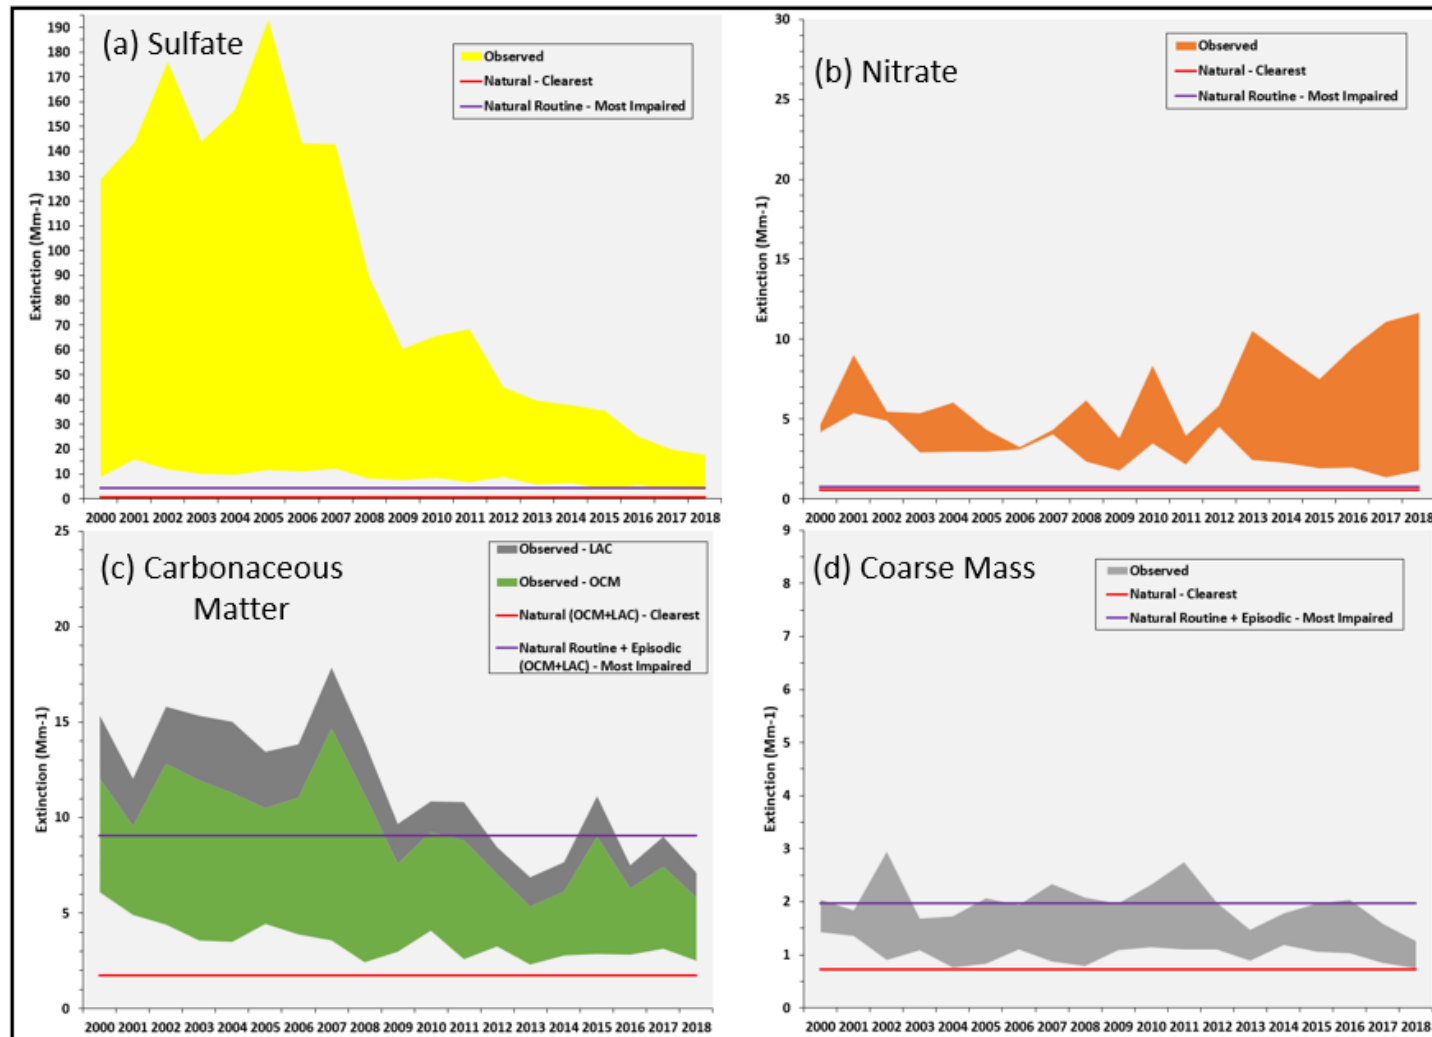 (a) Sulfate
Observed
Natural - Clearest
Natural Routine - Most Impaired
Extinction (Mm-1)
190
180
170
160
150
140
130
120
110
100
90
80
70
60
50
40
30
20
10
0
2000 2001 2002 2003 2004 2005 2006 2007 2008 2009 2010 2011 2012 2013 2014 2015 2016 2017 2018
(b) Nitrate
Observed
Natural - Clearest
Natural Routine - Most Impaired
Extinction (Mm-1)
30
25
20
15
10
5
0
2000 2001 2002 2003 2004 2005 2006 2007 2008 2009 2010 2011 2012 2013 2014 2015 2016 2017 2018
(c) Carbonaceous
Matter
Observed - LAC
Observed - OCM
Natural (OCM+LAC) - Clearest
Natural Routine + Episodic
(OCM+LAC) - Most Impaired
Extinction (Mm-1)
25
20
15
10
5
0
2000 2001 2002 2003 2004 2005 2006 2007 2008 2009 2010 2011 2012 2013 2014 2015 2016 2017 2018
(d) Coarse Mass
Observed
Natural - Clearest
Natural Routine + Episodic - Most Impaired
Extinction (Mm-1)
9
8
7
6
5
4
3
2
1
0
2000 2001 2002 2003 2004 2005 2006 2007 2008 2009 2010 2011 2012 2013 2014 2015 2016 2017 2018